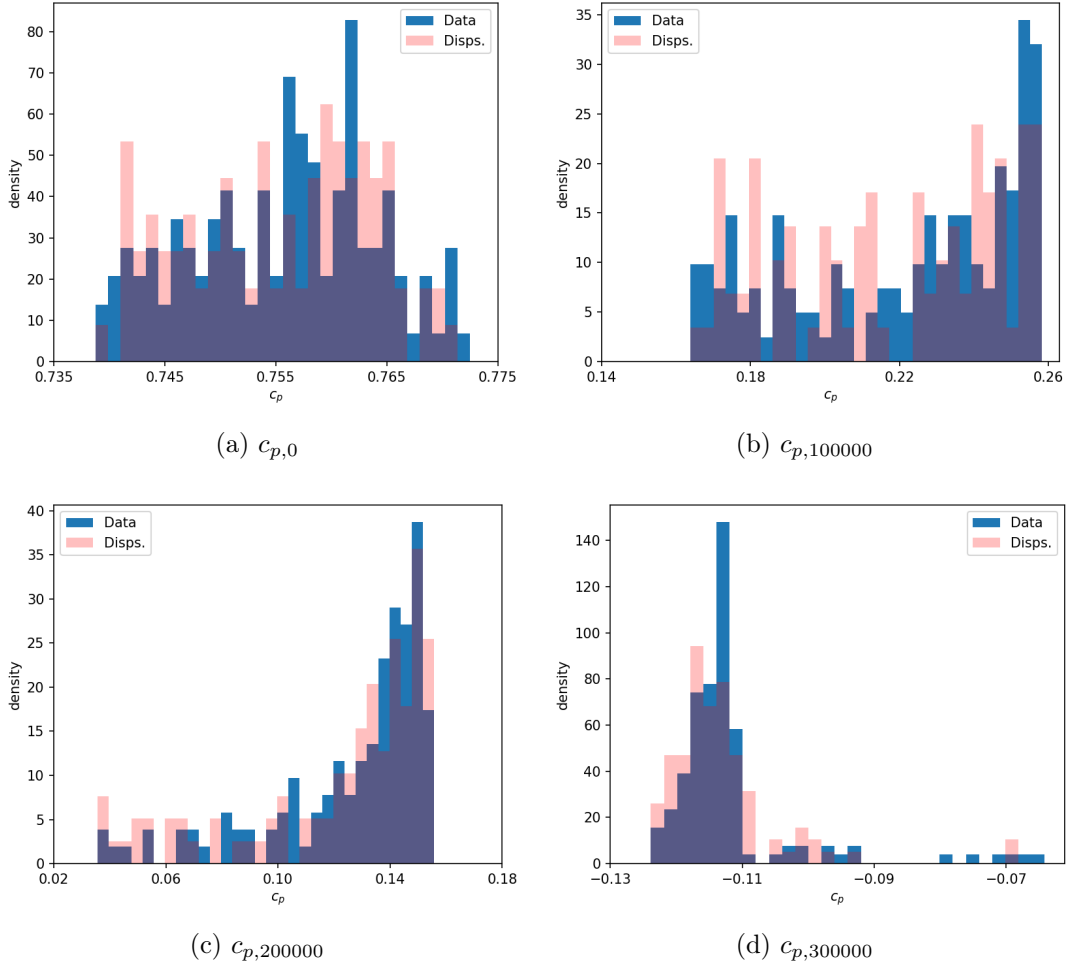 80
70
60
50
40
30
20
10
0
density
0.735
0.745
0.755
0.765
0.775
c_p
Data
Disps.
(a) c_{p,0}
35
30
25
20
15
10
5
0
density
0.14
0.18
0.22
0.26
c_p
Data
Disps.
(b) c_{p,100000}
40
35
30
25
20
15
10
5
0
density
0.02
0.06
0.10
0.14
0.18
c_p
Data
Disps.
(c) c_{p,200000}
140
120
100
80
60
40
20
0
density
−0.13
−0.11
−0.09
−0.07
c_p
Data
Disps.
(d) c_{p,300000}